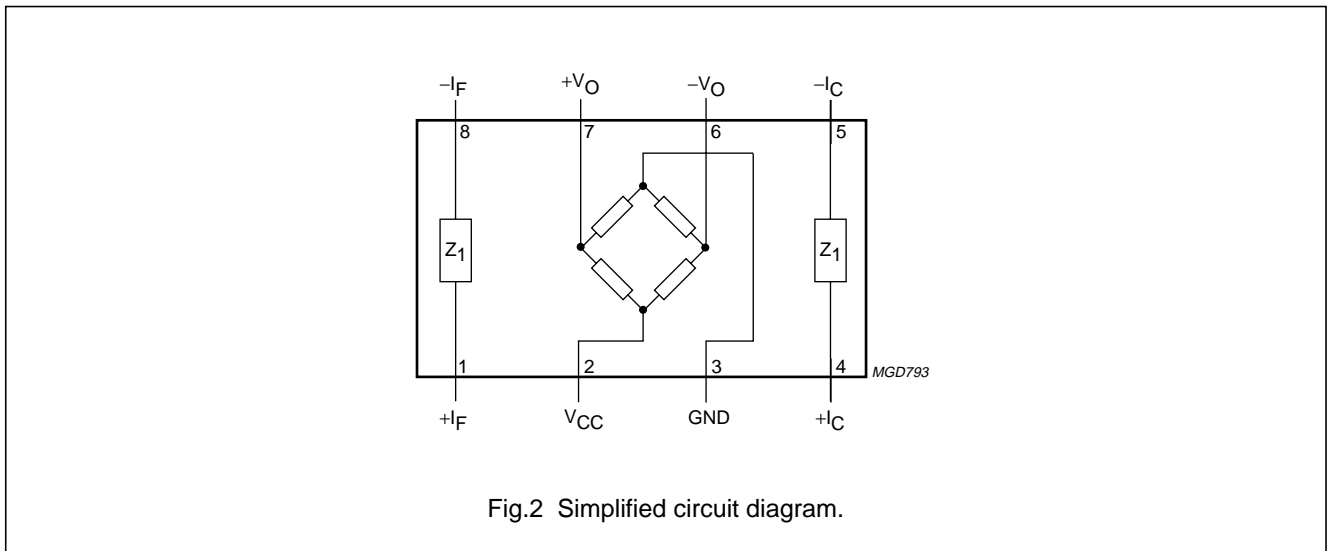 −IF +VO −VO −IC
8 7 6 5
Z1 Z1
1 2 3 4
MGD793
+IF VCC GND +IC
Fig.2 Simplified circuit diagram.